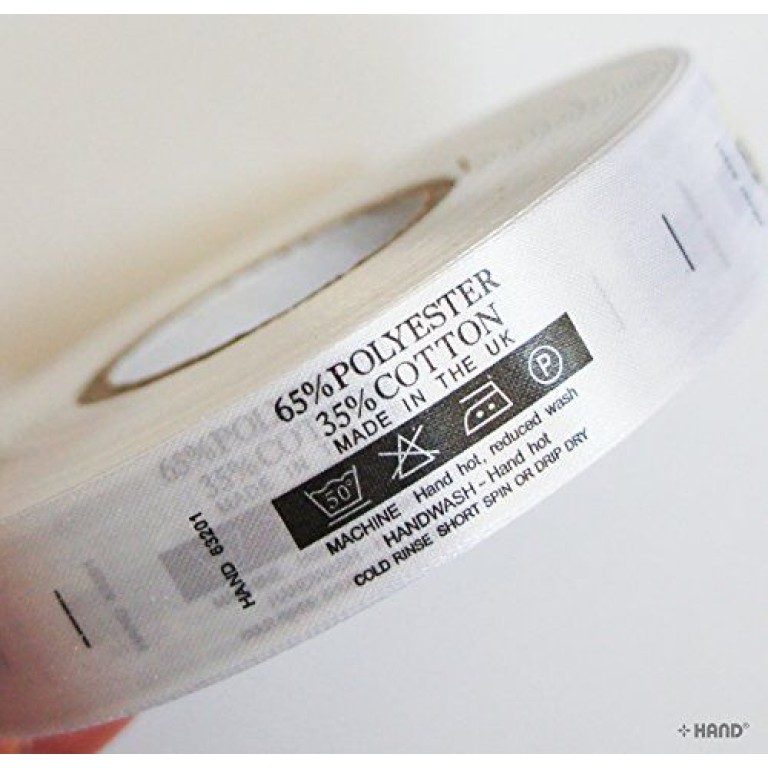 65% POLYESTER
35% COTTON
MADE IN THE UK
50°
P
MACHINE Hand hot, reduced wash
HANDWASH - Hand hot
COLD RINSE SHORT SPIN OR DRIP DRY
HAND 63201
HAND®